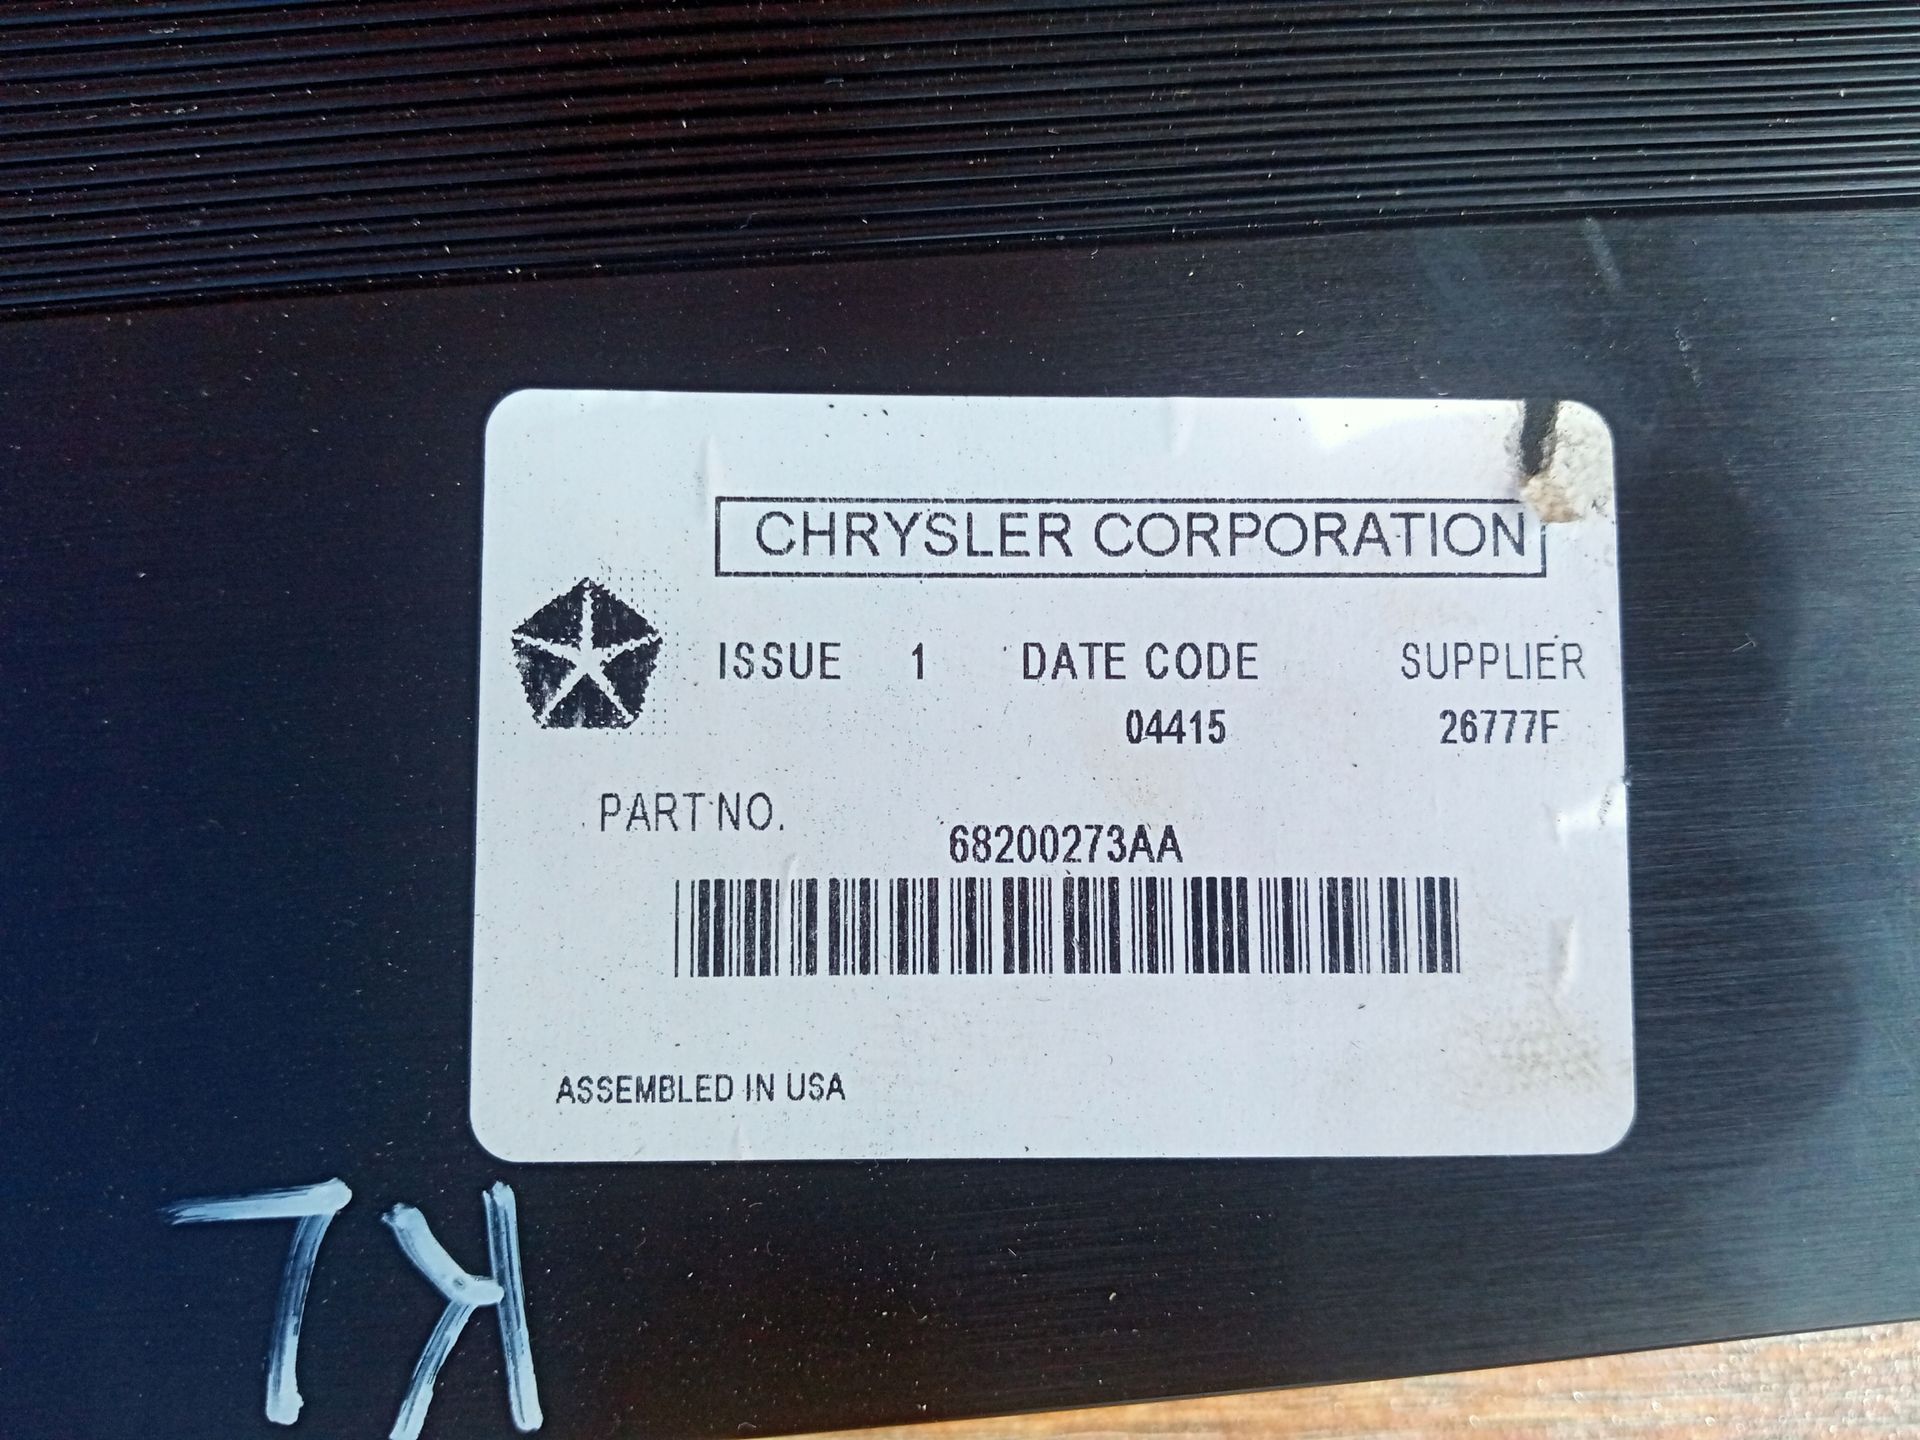 CHRYSLER CORPORATION
ISSUE 1 DATE CODE SUPPLIER
04415 26777F
PART NO.
68200273AA
ASSEMBLED IN USA
KL